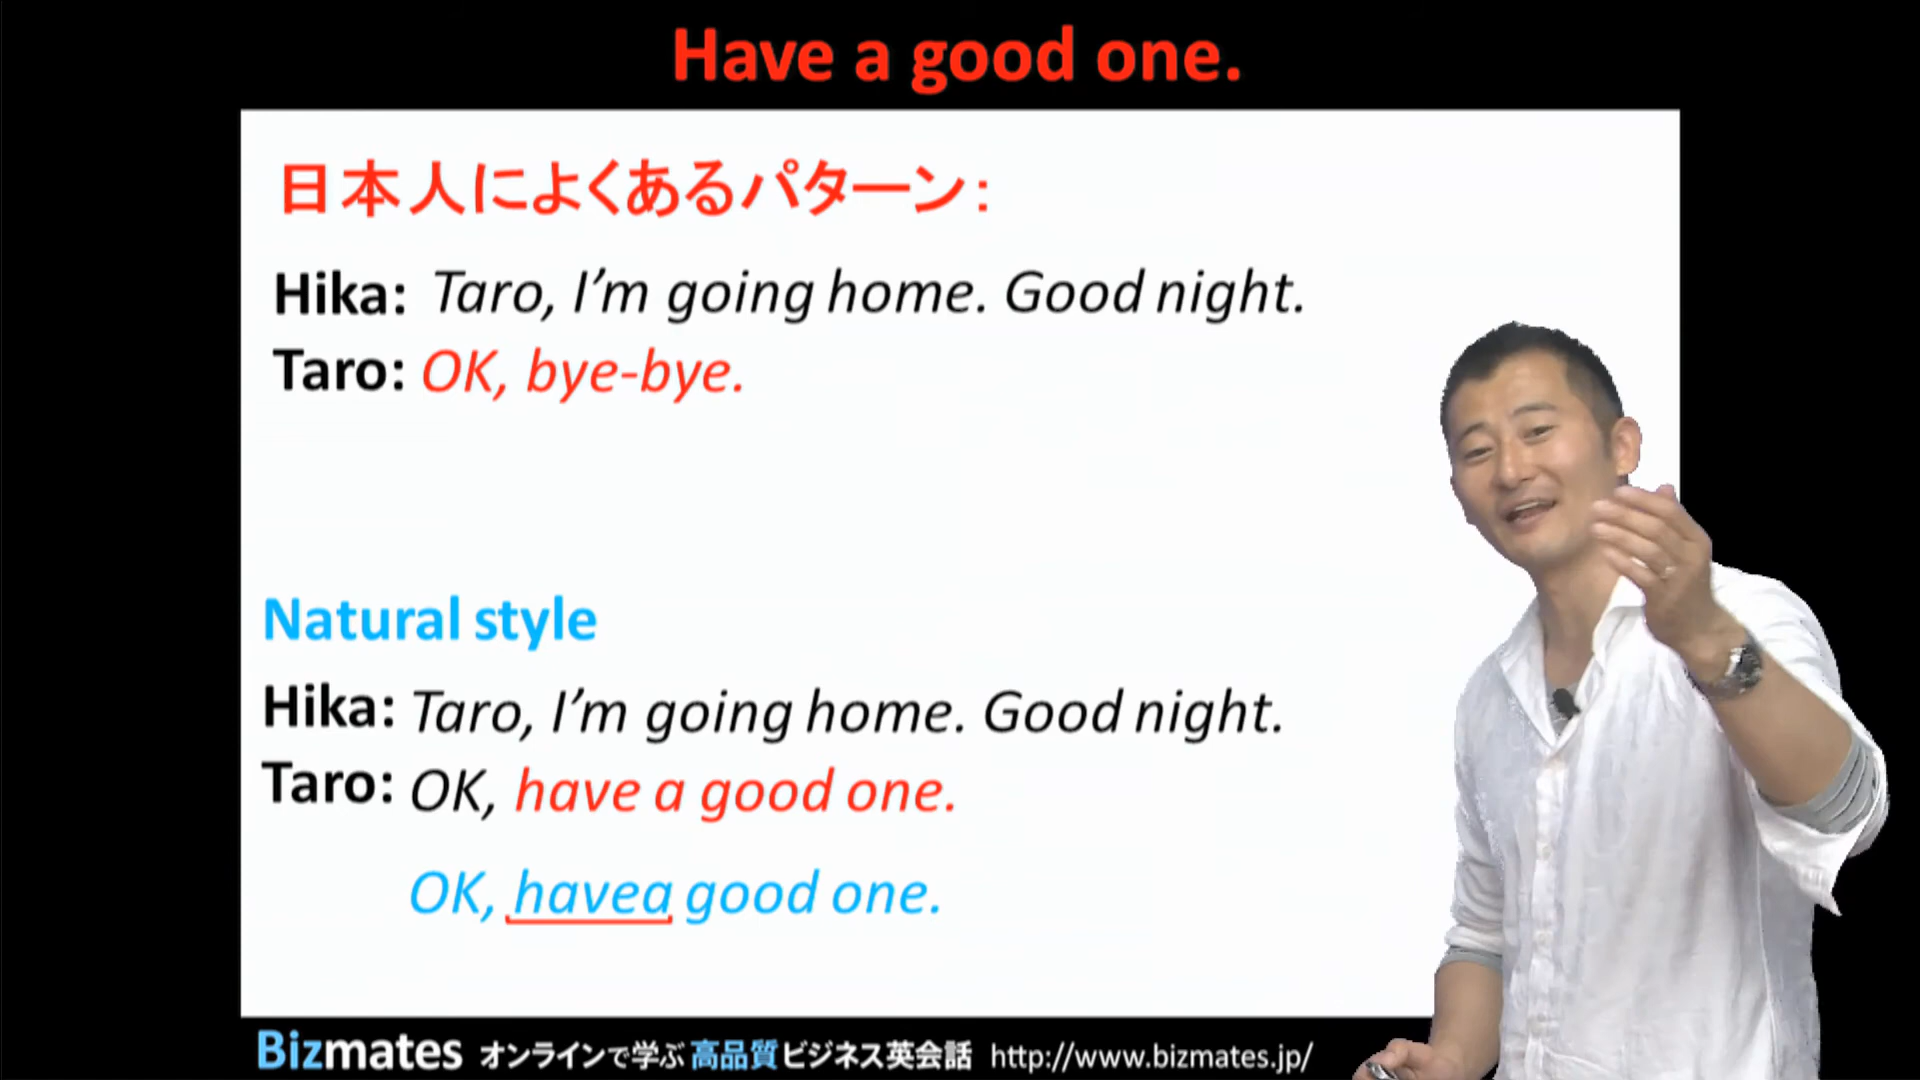 Have a good one.
日本人によくあるパターン：
Hika: Taro, I’m going home. Good night.
Taro: OK, bye-bye.
Natural style
Hika: Taro, I’m going home. Good night.
Taro: OK, have a good one.
OK, havea good one.
Bizmates オンラインで学ぶ 高品質ビジネス英会話 http://www.bizmates.jp/